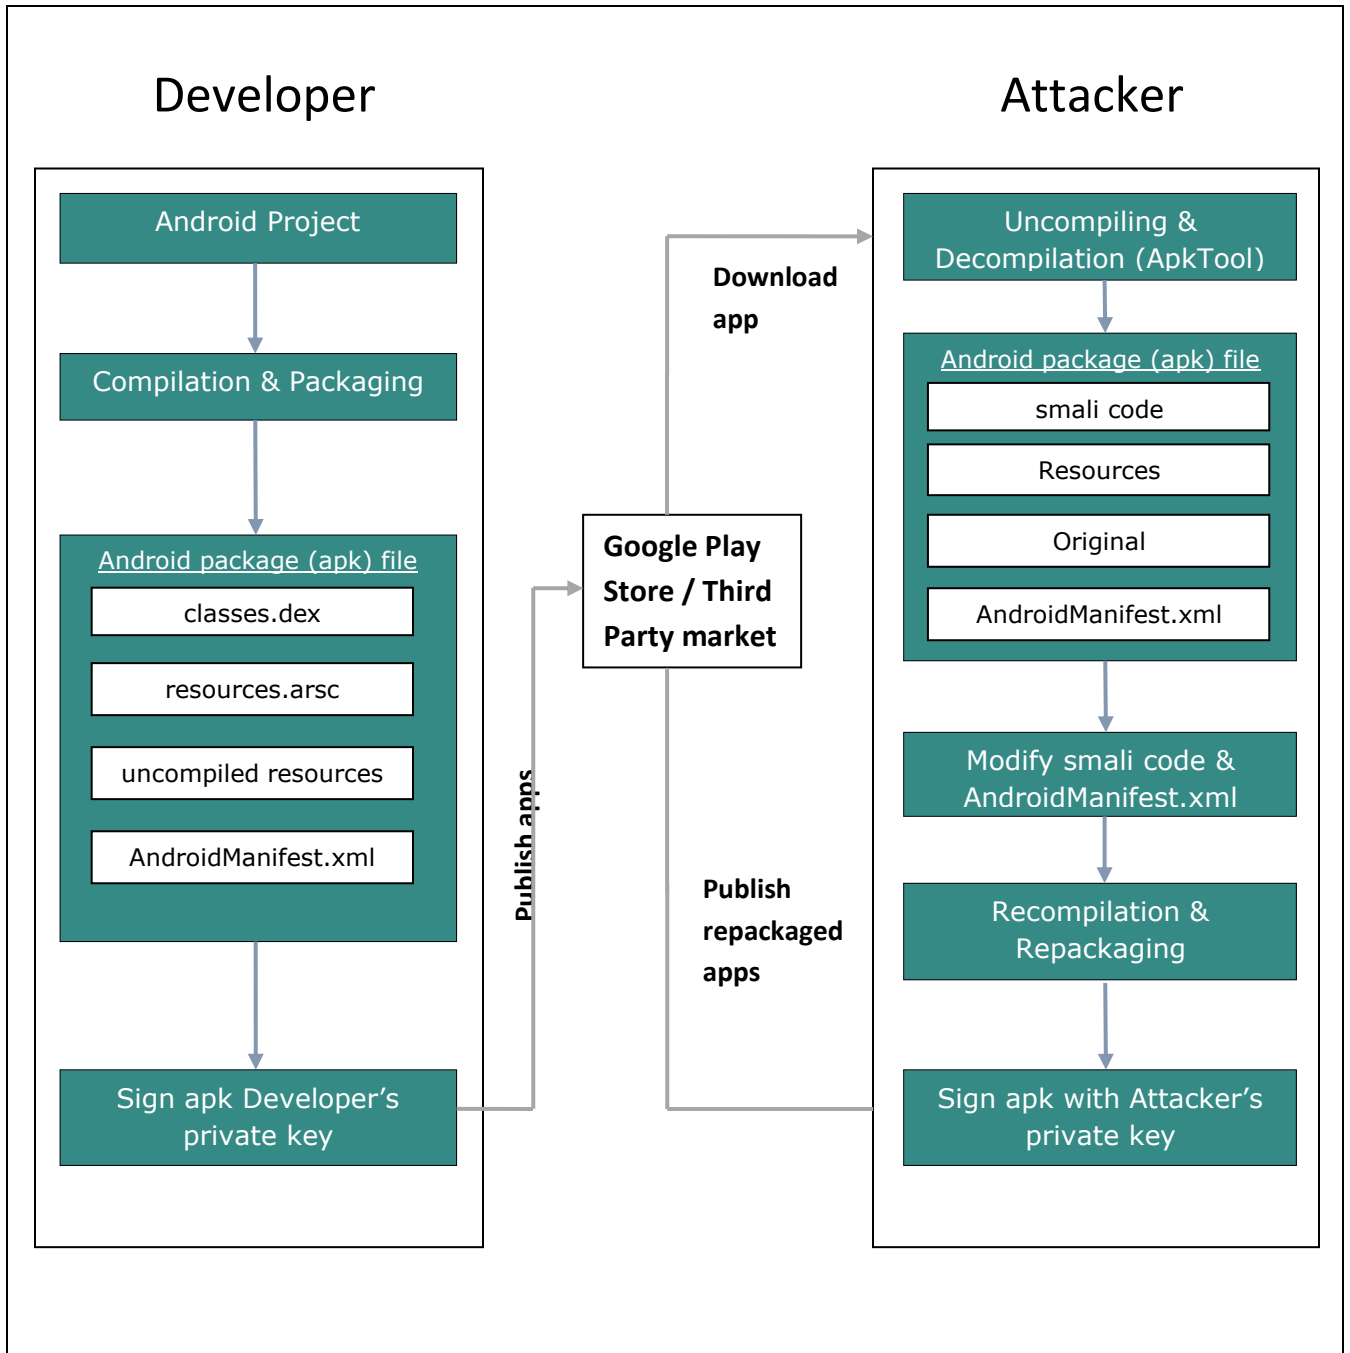 Developer
Android Project
Compilation & Packaging
Android package (apk) file
classes.dex
resources.arsc
uncompiled resources
AndroidManifest.xml
Sign apk Developer’s
private key
Publish apps
Google Play
Store / Third
Party market
Download
app
Publish
repackaged
apps
Attacker
Uncompiling &
Decompilation (ApkTool)
Android package (apk) file
smali code
Resources
Original
AndroidManifest.xml
Modify smali code &
AndroidManifest.xml
Recompilation &
Repackaging
Sign apk with Attacker’s
private key